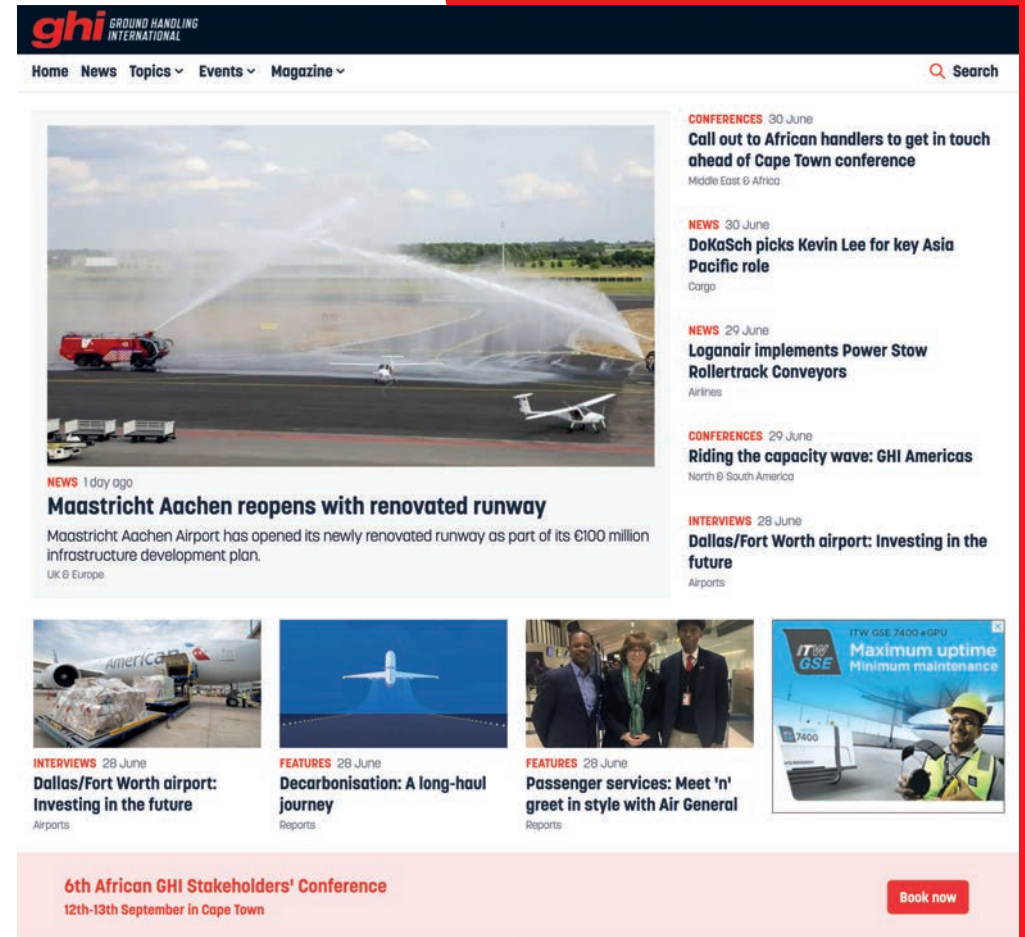 ghi GROUND HANDLING
INTERNATIONAL
Home News Topics Events Magazine
Search
NEWS 1 day ago
Maastricht Aachen reopens with renovated runway
Maastricht Aachen Airport has opened its newly renovated runway as part of its €100 million
infrastructure development plan.
UK & Europe
CONFERENCES 30 June
Call out to African handlers to get in touch
ahead of Cape Town conference
Middle East & Africa
NEWS 30 June
DoKaSch picks Kevin Lee for key Asia
Pacific role
Cargo
NEWS 29 June
Loganair implements Power Stow
Rollertrack Conveyors
Airlines
CONFERENCES 29 June
Riding the capacity wave: GHI Americas
North & South America
INTERVIEWS 28 June
Dallas/Fort Worth airport: Investing in the
future
Airports
American
INTERVIEWS 28 June
Dallas/Fort Worth airport:
Investing in the future
Airports
FEATURES 28 June
Decarbonisation: A long-haul
journey
Reports
FEATURES 28 June
Passenger services: Meet 'n'
greet in style with Air General
Reports
ITW
GSE
ITW GSE 7400 eGPU
Maximum uptime
Minimum maintenance
7400
6th African GHI Stakeholders' Conference
12th-13th September in Cape Town
Book now